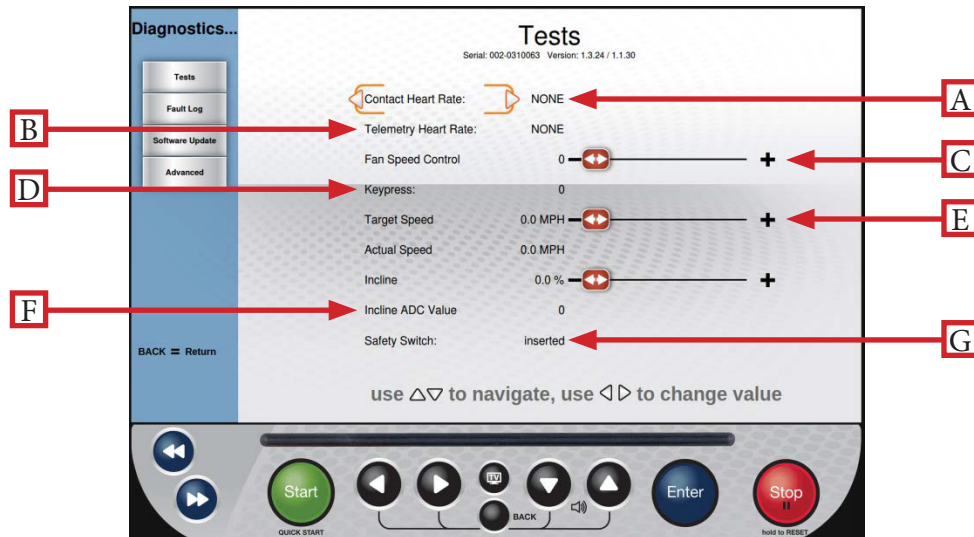 Diagnostics...
Tests
Serial: 002-0310063 Version: 1.3.24 / 1.1.30
Tests
Fault Log
Software Update
Advanced
BACK = Return
Contact Heart Rate: NONE
Telemetry Heart Rate: NONE
Fan Speed Control 0
Keypress: 0
Target Speed 0.0 MPH
Actual Speed 0.0 MPH
Incline 0.0 %
Incline ADC Value 0
Safety Switch: inserted
use △▽ to navigate, use ◁ ▷ to change value
A
B
C
D
E
F
G
Start
QUICK START
TV
BACK
Enter
Stop
hold to RESET